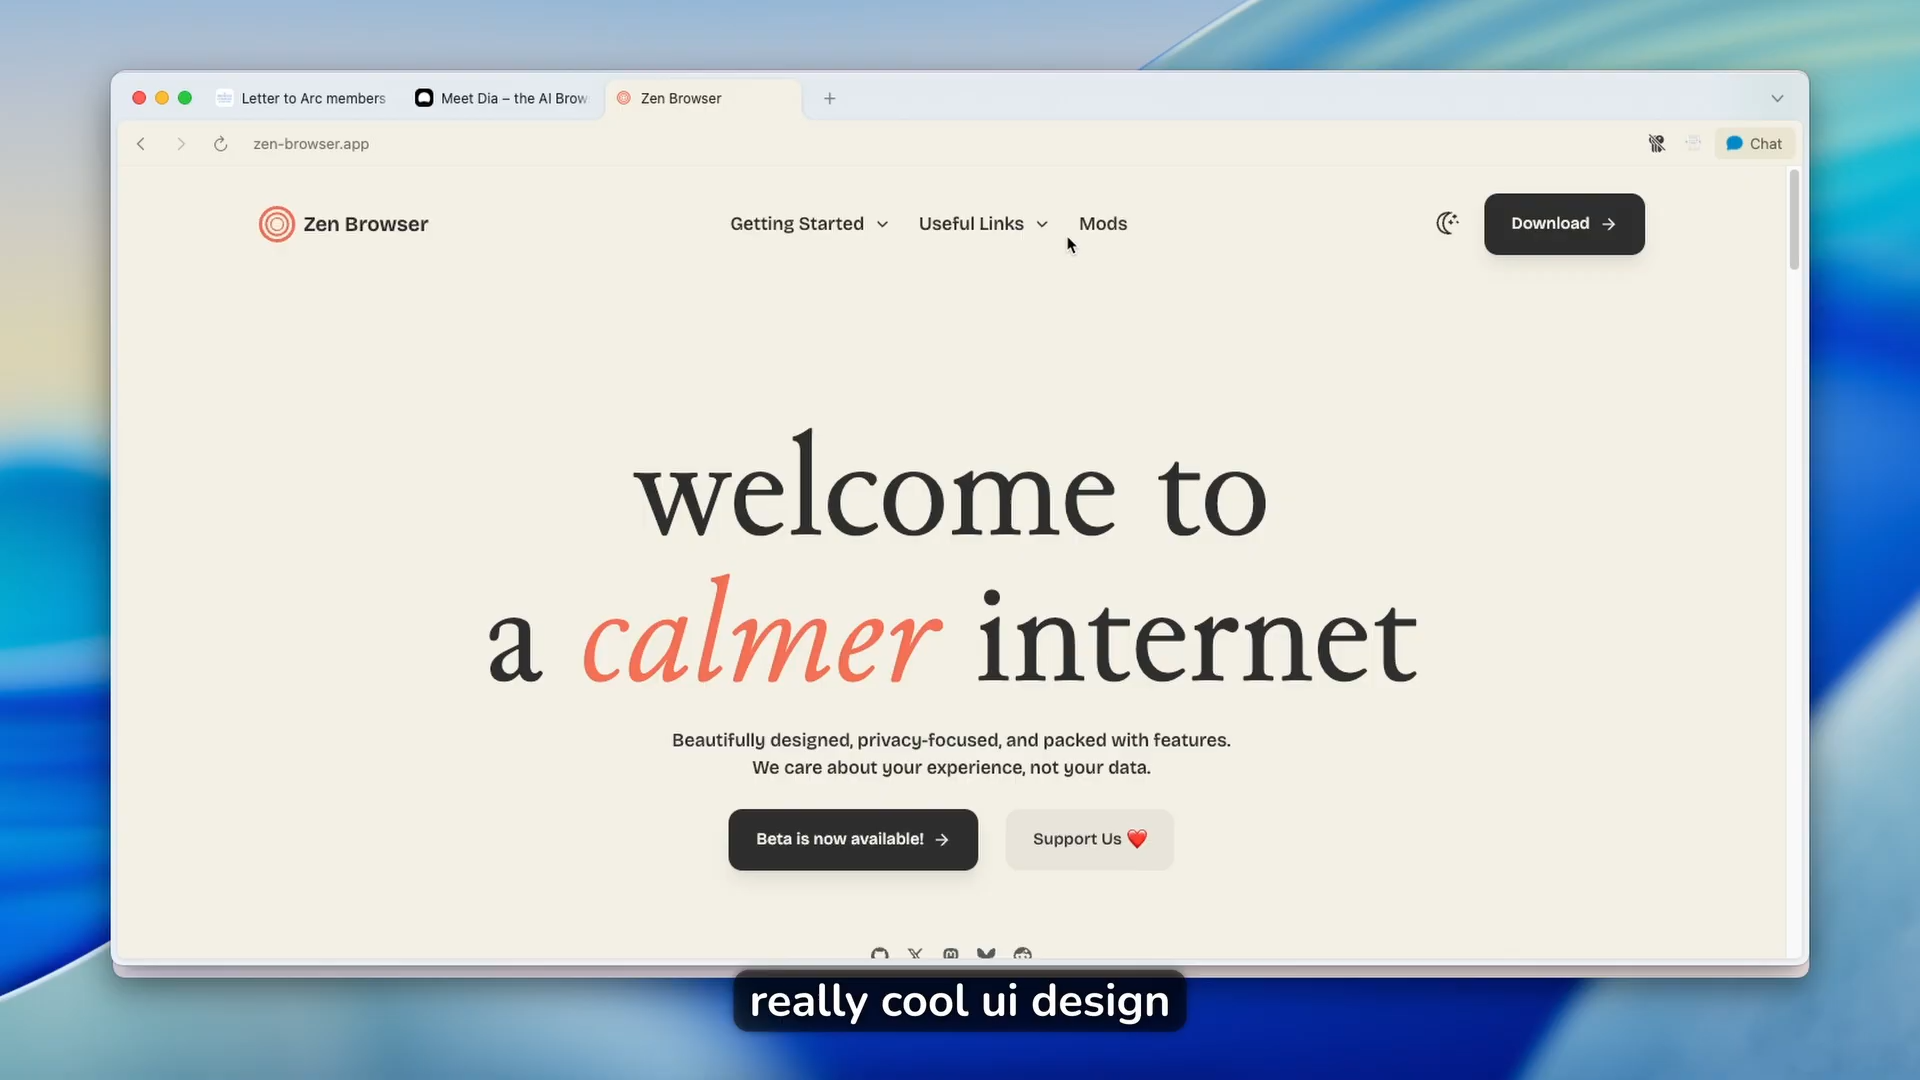 Letter to Arc members
Meet Dia – the AI Brow
Zen Browser
zen-browser.app
Chat
Zen Browser
Getting Started
Useful Links
Mods
Download
welcome to
a calmer internet
Beautifully designed, privacy-focused, and packed with features.
We care about your experience, not your data.
Beta is now available!
Support Us ❤️
really cool ui design